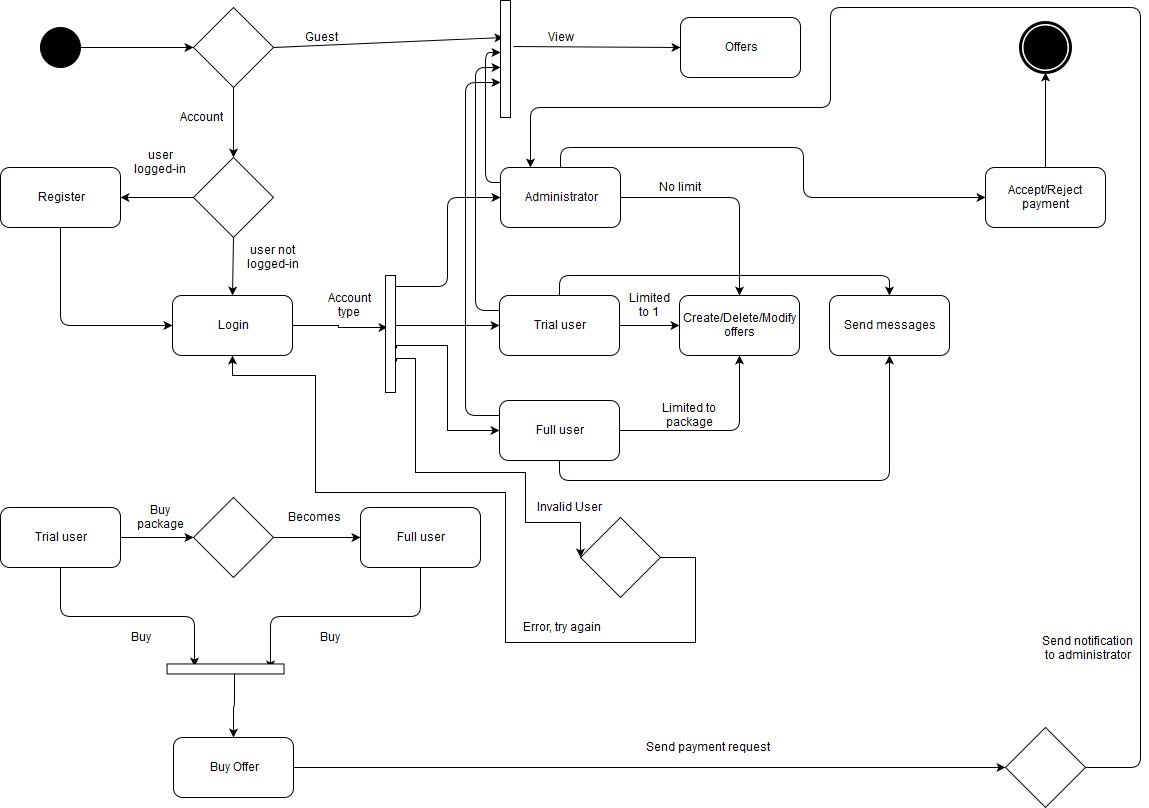 Guest
View
Offers
Account
user
logged-in
Register
Administrator
No limit
Accept/Reject
payment
user not
logged-in
Account
type
Login
Limited
to 1
Trial user
Create/Delete/Modify
offers
Send messages
Full user
Limited to
package
Invalid User
Trial user
Buy
package
Becomes
Full user
Error, try again
Buy
Buy
Send notification
to administrator
Buy Offer
Send payment request